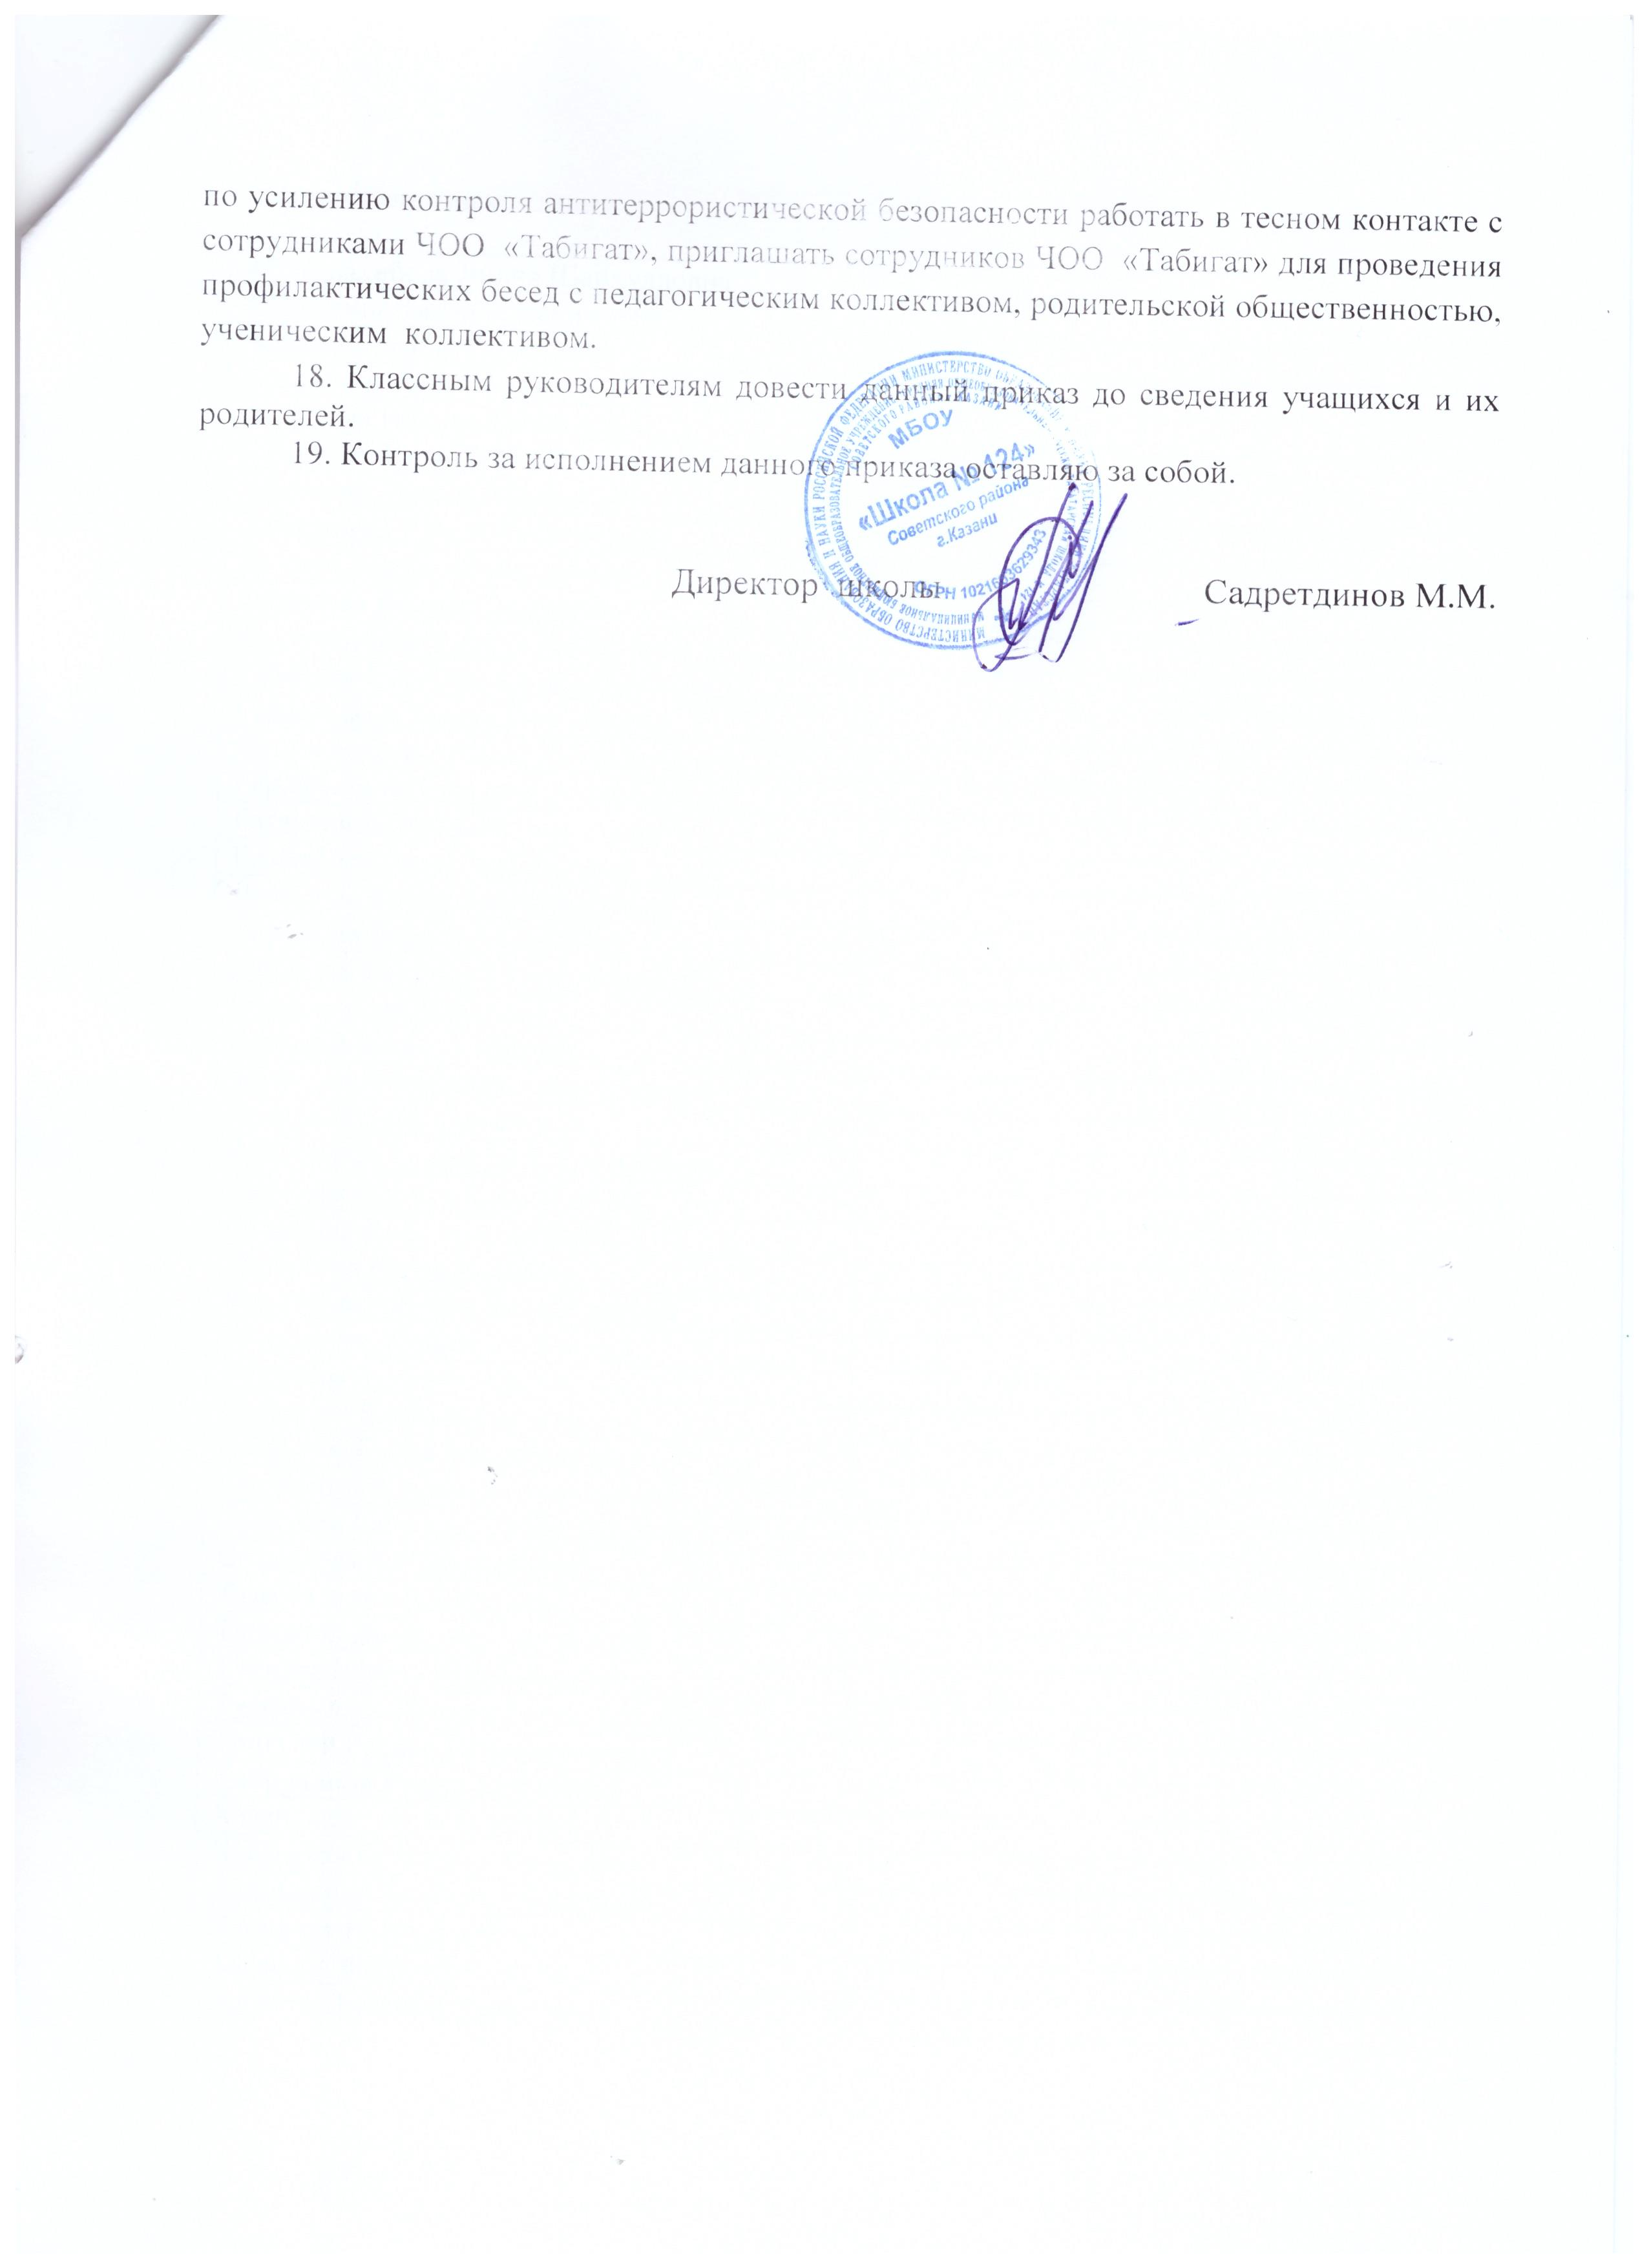 по усилению контроля антитеррористической безопасности работать в тесном контакте с
сотрудниками ЧОО «Табигат», приглашать сотрудников ЧОО «Табигат» для проведения
профилактических бесед с педагогическим коллективом, родительской общественностью,
ученическим коллективом.
18. Классным руководителям довести данный приказ до сведения учащихся и их
родителей.
19. Контроль за исполнением данного приказа оставляю за собой.
МБОУ
«Школа № 124»
Советского района
г.Казани
Директор школы
Садретдинов М.М.